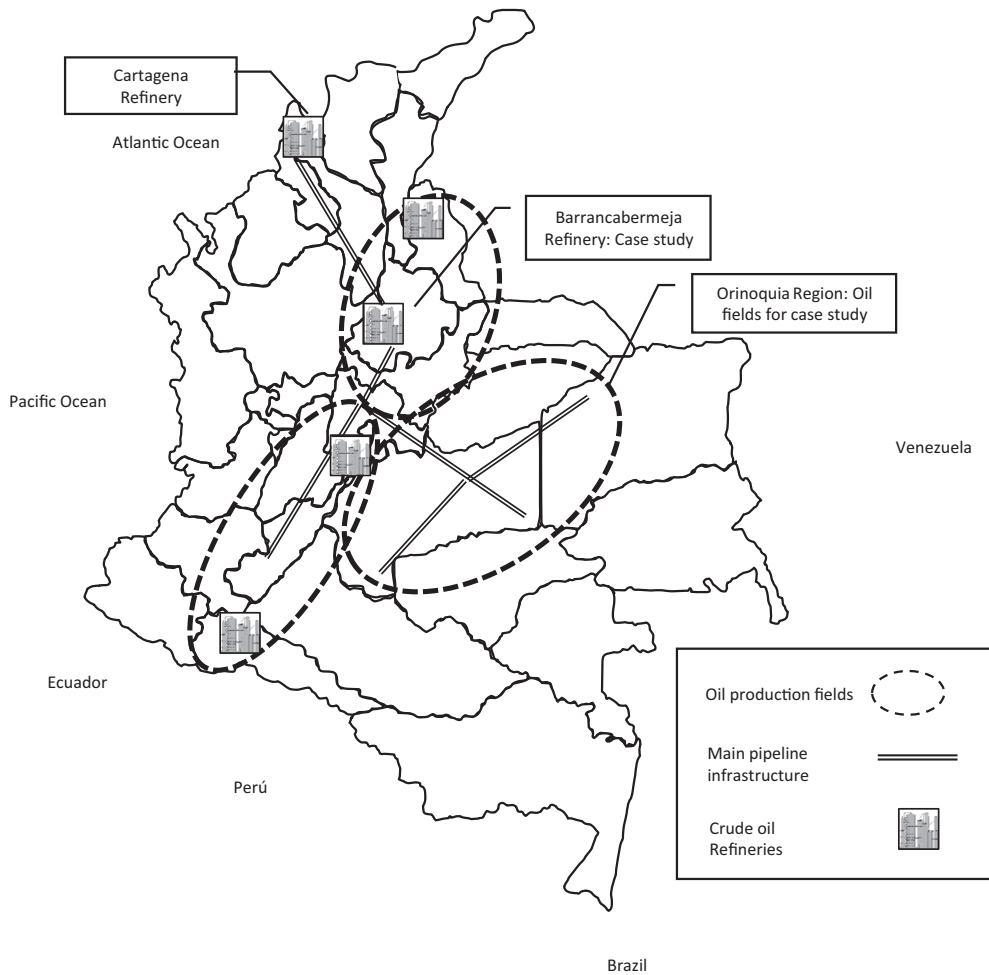 Cartagena
Refinery
Atlantic Ocean
Barrancabermeja
Refinery: Case study
Orinoquia Region: Oil
fields for case study
Pacific Ocean
Venezuela
Ecuador
Perú
Brazil
Oil production fields
Main pipeline
infrastructure
Crude oil
Refineries